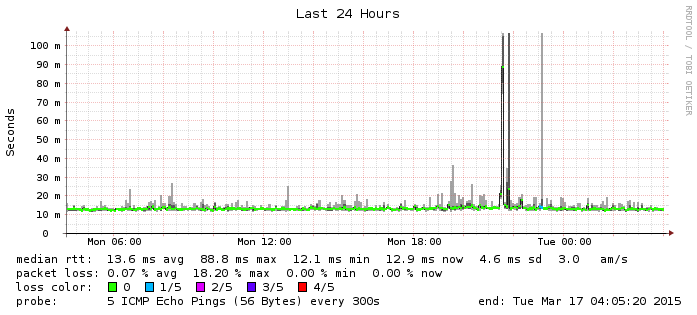 Last 24 Hours
RRDTOOL / TOBI OETIKER
Seconds
100 m
90 m
80 m
70 m
60 m
50 m
40 m
30 m
20 m
10 m
0
Mon 06:00 Mon 12:00 Mon 18:00 Tue 00:00
median rtt: 13.6 ms avg 88.8 ms max 12.1 ms min 12.9 ms now 4.6 ms sd 3.0 am/s
packet loss: 0.07 % avg 18.20 % max 0.00 % min 0.00 % now
loss color: 0 1/5 2/5 3/5 4/5
probe: 5 ICMP Echo Pings (56 Bytes) every 300s end: Tue Mar 17 04:05:20 2015